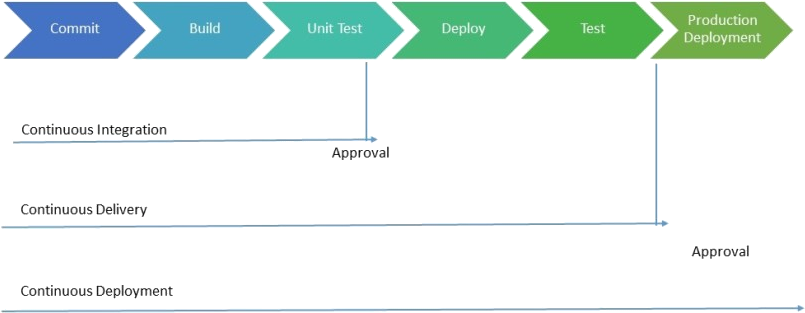 Commit
Build
Unit Test
Deploy
Test
Production
Deployment
Continuous Integration
Approval
Continuous Delivery
Approval
Continuous Deployment